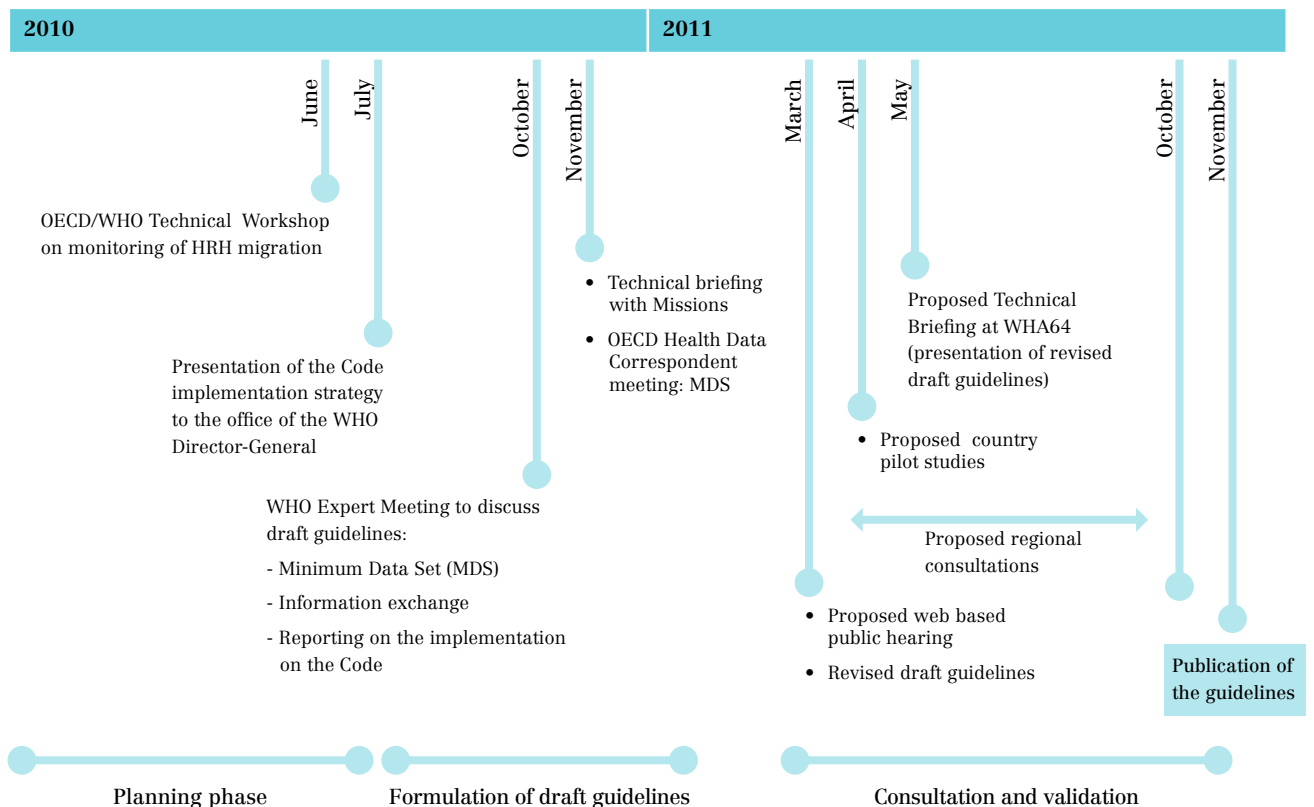 2010
2011
June
July
October
November
March
April
May
October
November
OECD/WHO Technical Workshop
on monitoring of HRH migration
Presentation of the Code
implementation strategy
to the office of the WHO
Director-General
WHO Expert Meeting to discuss
draft guidelines:
- Minimum Data Set (MDS)
- Information exchange
- Reporting on the implementation
on the Code
• Technical briefing
with Missions
• OECD Health Data
Correspondent
meeting: MDS
• Proposed web based
public hearing
• Revised draft guidelines
• Proposed country
pilot studies
Proposed Technical
Briefing at WHA64
(presentation of revised
draft guidelines)
Proposed regional
consultations
Publication of
the guidelines
Planning phase
Formulation of draft guidelines
Consultation and validation